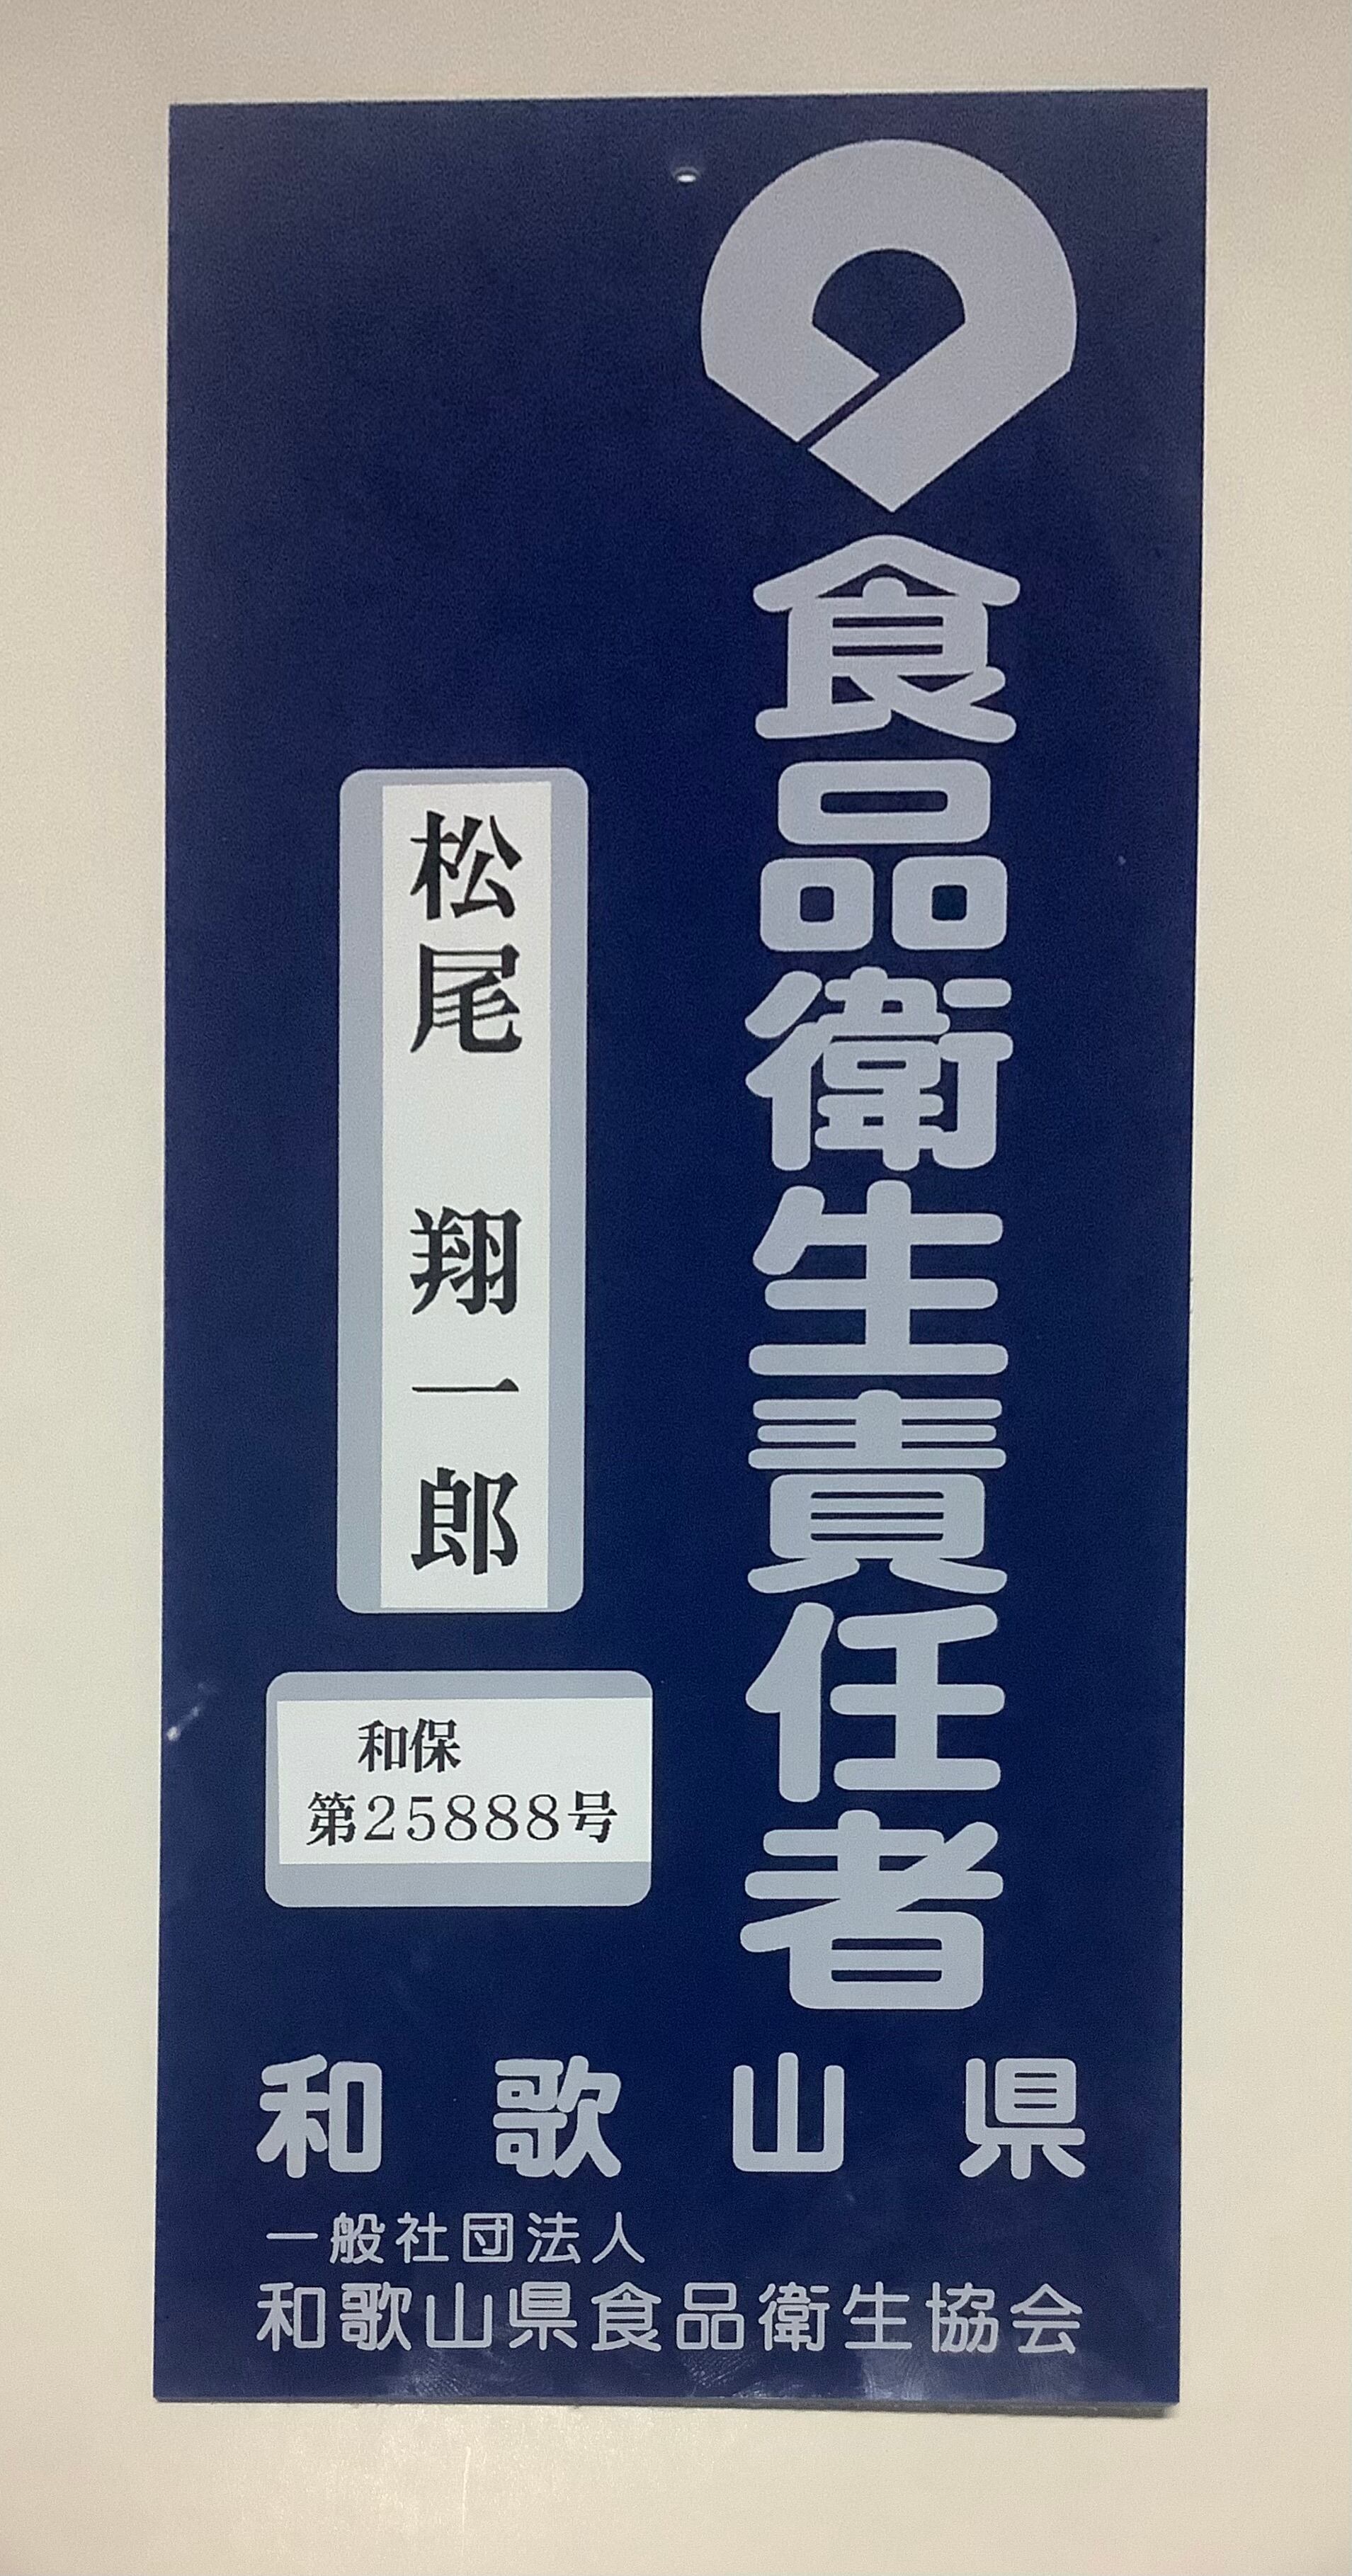 食品衛生責任者
松尾 翔一郎
和保
第25888号
和歌山県
一般社団法人
和歌山県食品衛生協会